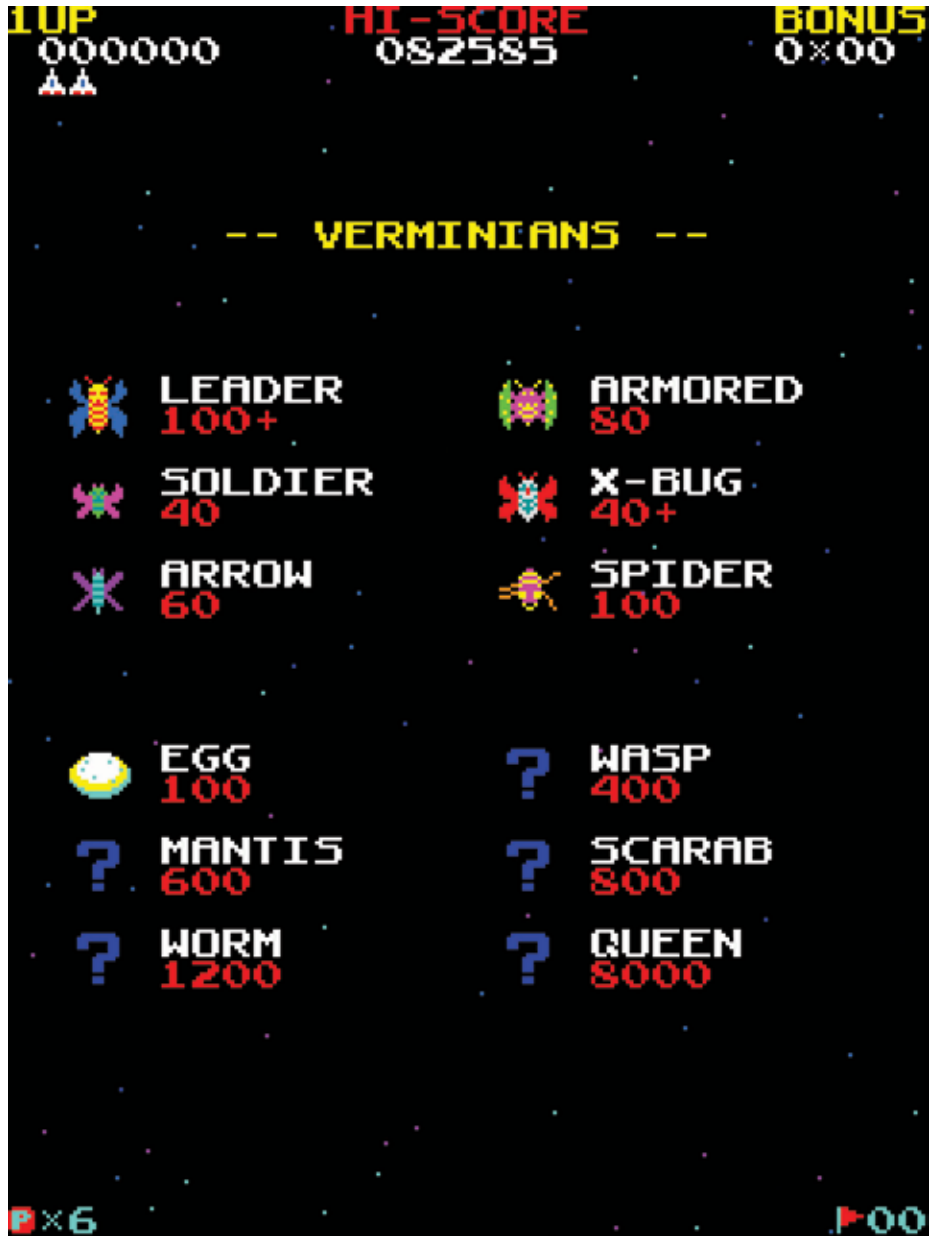 1UP HI-SCORE BONUS
000000 082585 0×00
-- VERMINIANS --
LEADER ARMORED
100+ 80
SOLDIER X-BUG
40 40+
ARROW SPIDER
60 100
EGG ? WASP
100 400
? MANTIS ? SCARAB
600 800
? WORM ? QUEEN
1200 8000
P×6 00